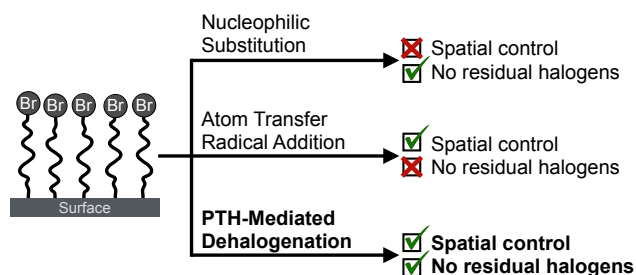 Nucleophilic
Substitution
Spatial control
No residual halogens
Br Br Br Br Br
Atom Transfer
Radical Addition
Spatial control
No residual halogens
Surface
PTH-Mediated
Dehalogenation
Spatial control
No residual halogens